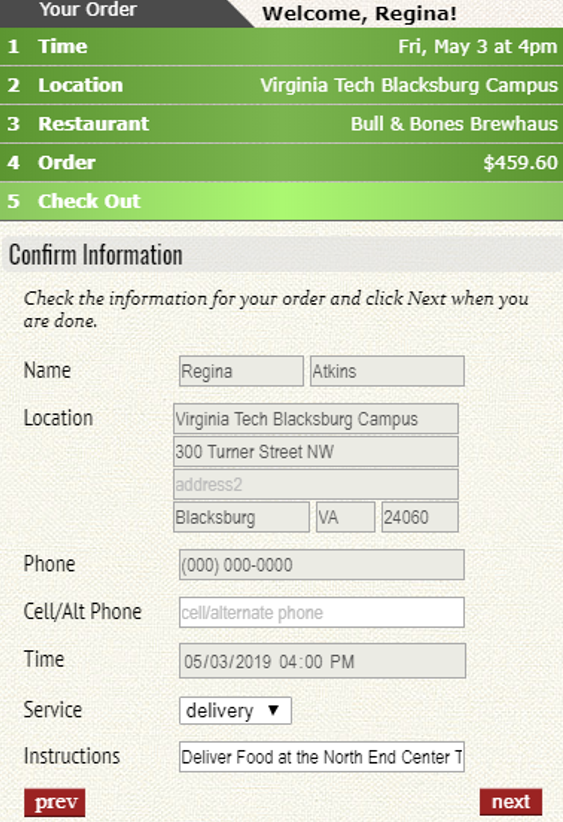 Your Order
Welcome, Regina!
1 Time Fri, May 3 at 4pm
2 Location Virginia Tech Blacksburg Campus
3 Restaurant Bull & Bones Brewhaus
4 Order $459.60
5 Check Out
Confirm Information
Check the information for your order and click Next when you
are done.
Name Regina Atkins
Location Virginia Tech Blacksburg Campus
300 Turner Street NW
address2
Blacksburg VA 24060
Phone (000) 000-0000
Cell/Alt Phone cell/alternate phone
Time 05/03/2019 04:00 PM
Service delivery ▼
Instructions Deliver Food at the North End Center T
prev next